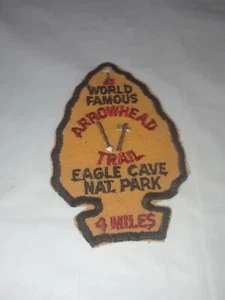 WORLD
FAMOUS
ARROWHEAD
TRAIL
EAGLE CAVE
NAT. PARK
4 MILES